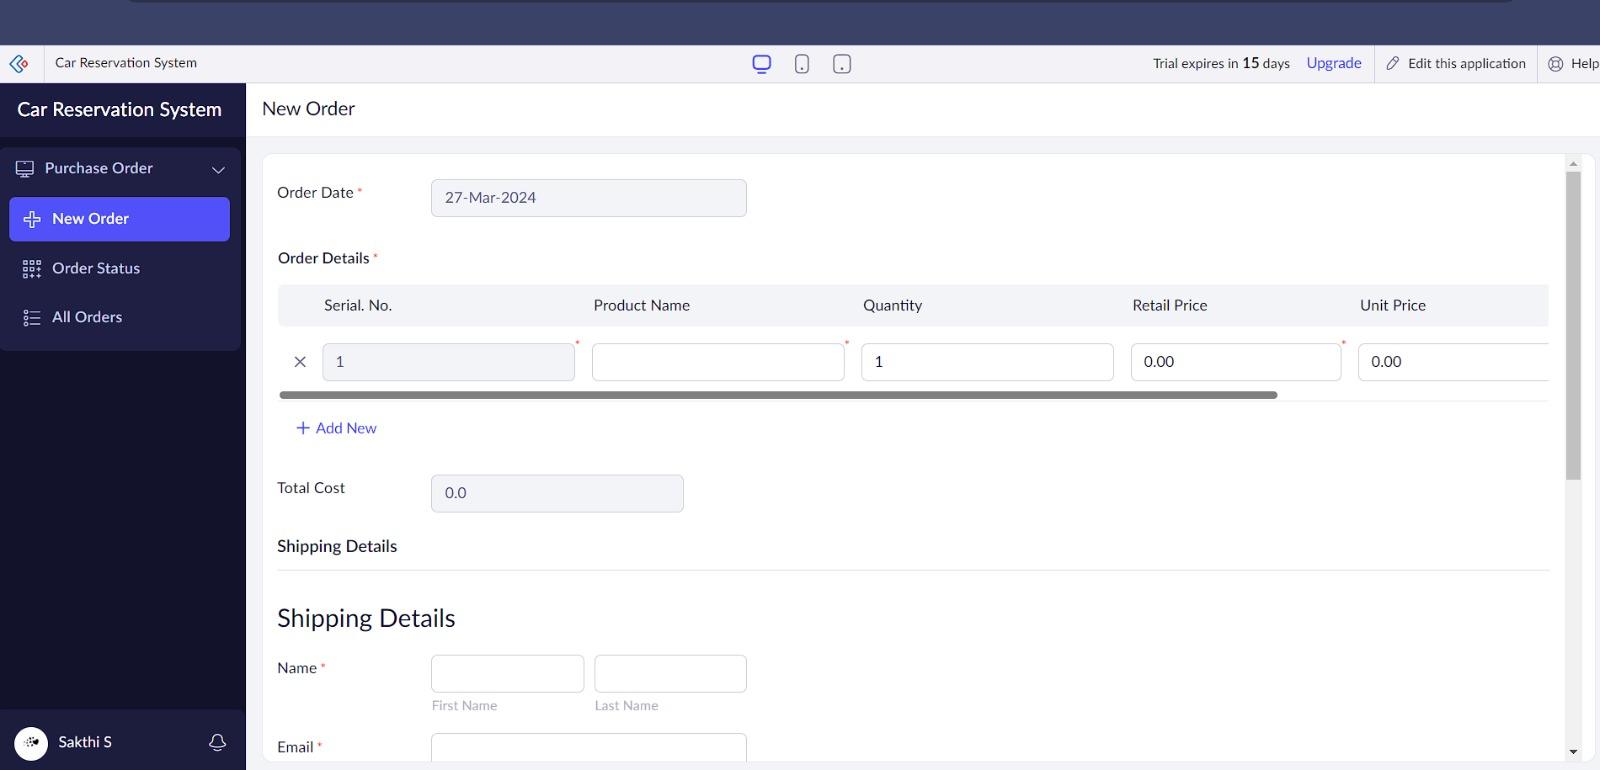 Car Reservation System
Trial expires in 15 days Upgrade Edit this application Help
Car Reservation System
Purchase Order
New Order
Order Status
All Orders
Sakthi S
New Order
Order Date *
27-Mar-2024
Order Details *
Serial. No. Product Name Quantity Retail Price Unit Price
1 * * 1 0.00 * 0.00
+ Add New
Total Cost
0.0
Shipping Details
Shipping Details
Name *
First Name Last Name
Email *